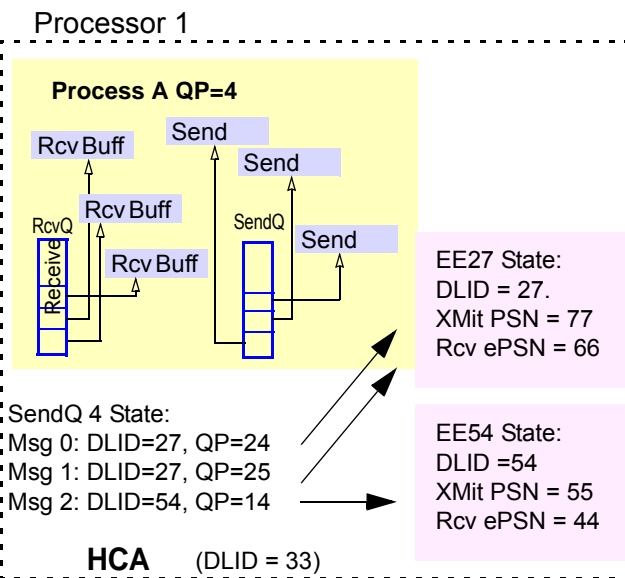 Processor 1
Process A QP=4
Rcv Buff
Send
Send
Rcv Buff
RcvQ
SendQ
Send
Receive
Rcv Buff
EE27 State:
DLID = 27.
XMit PSN = 77
Rcv ePSN = 66
SendQ 4 State:
Msg 0: DLID=27, QP=24
Msg 1: DLID=27, QP=25
Msg 2: DLID=54, QP=14
EE54 State:
DLID =54
XMit PSN = 55
Rcv ePSN = 44
HCA (DLID = 33)